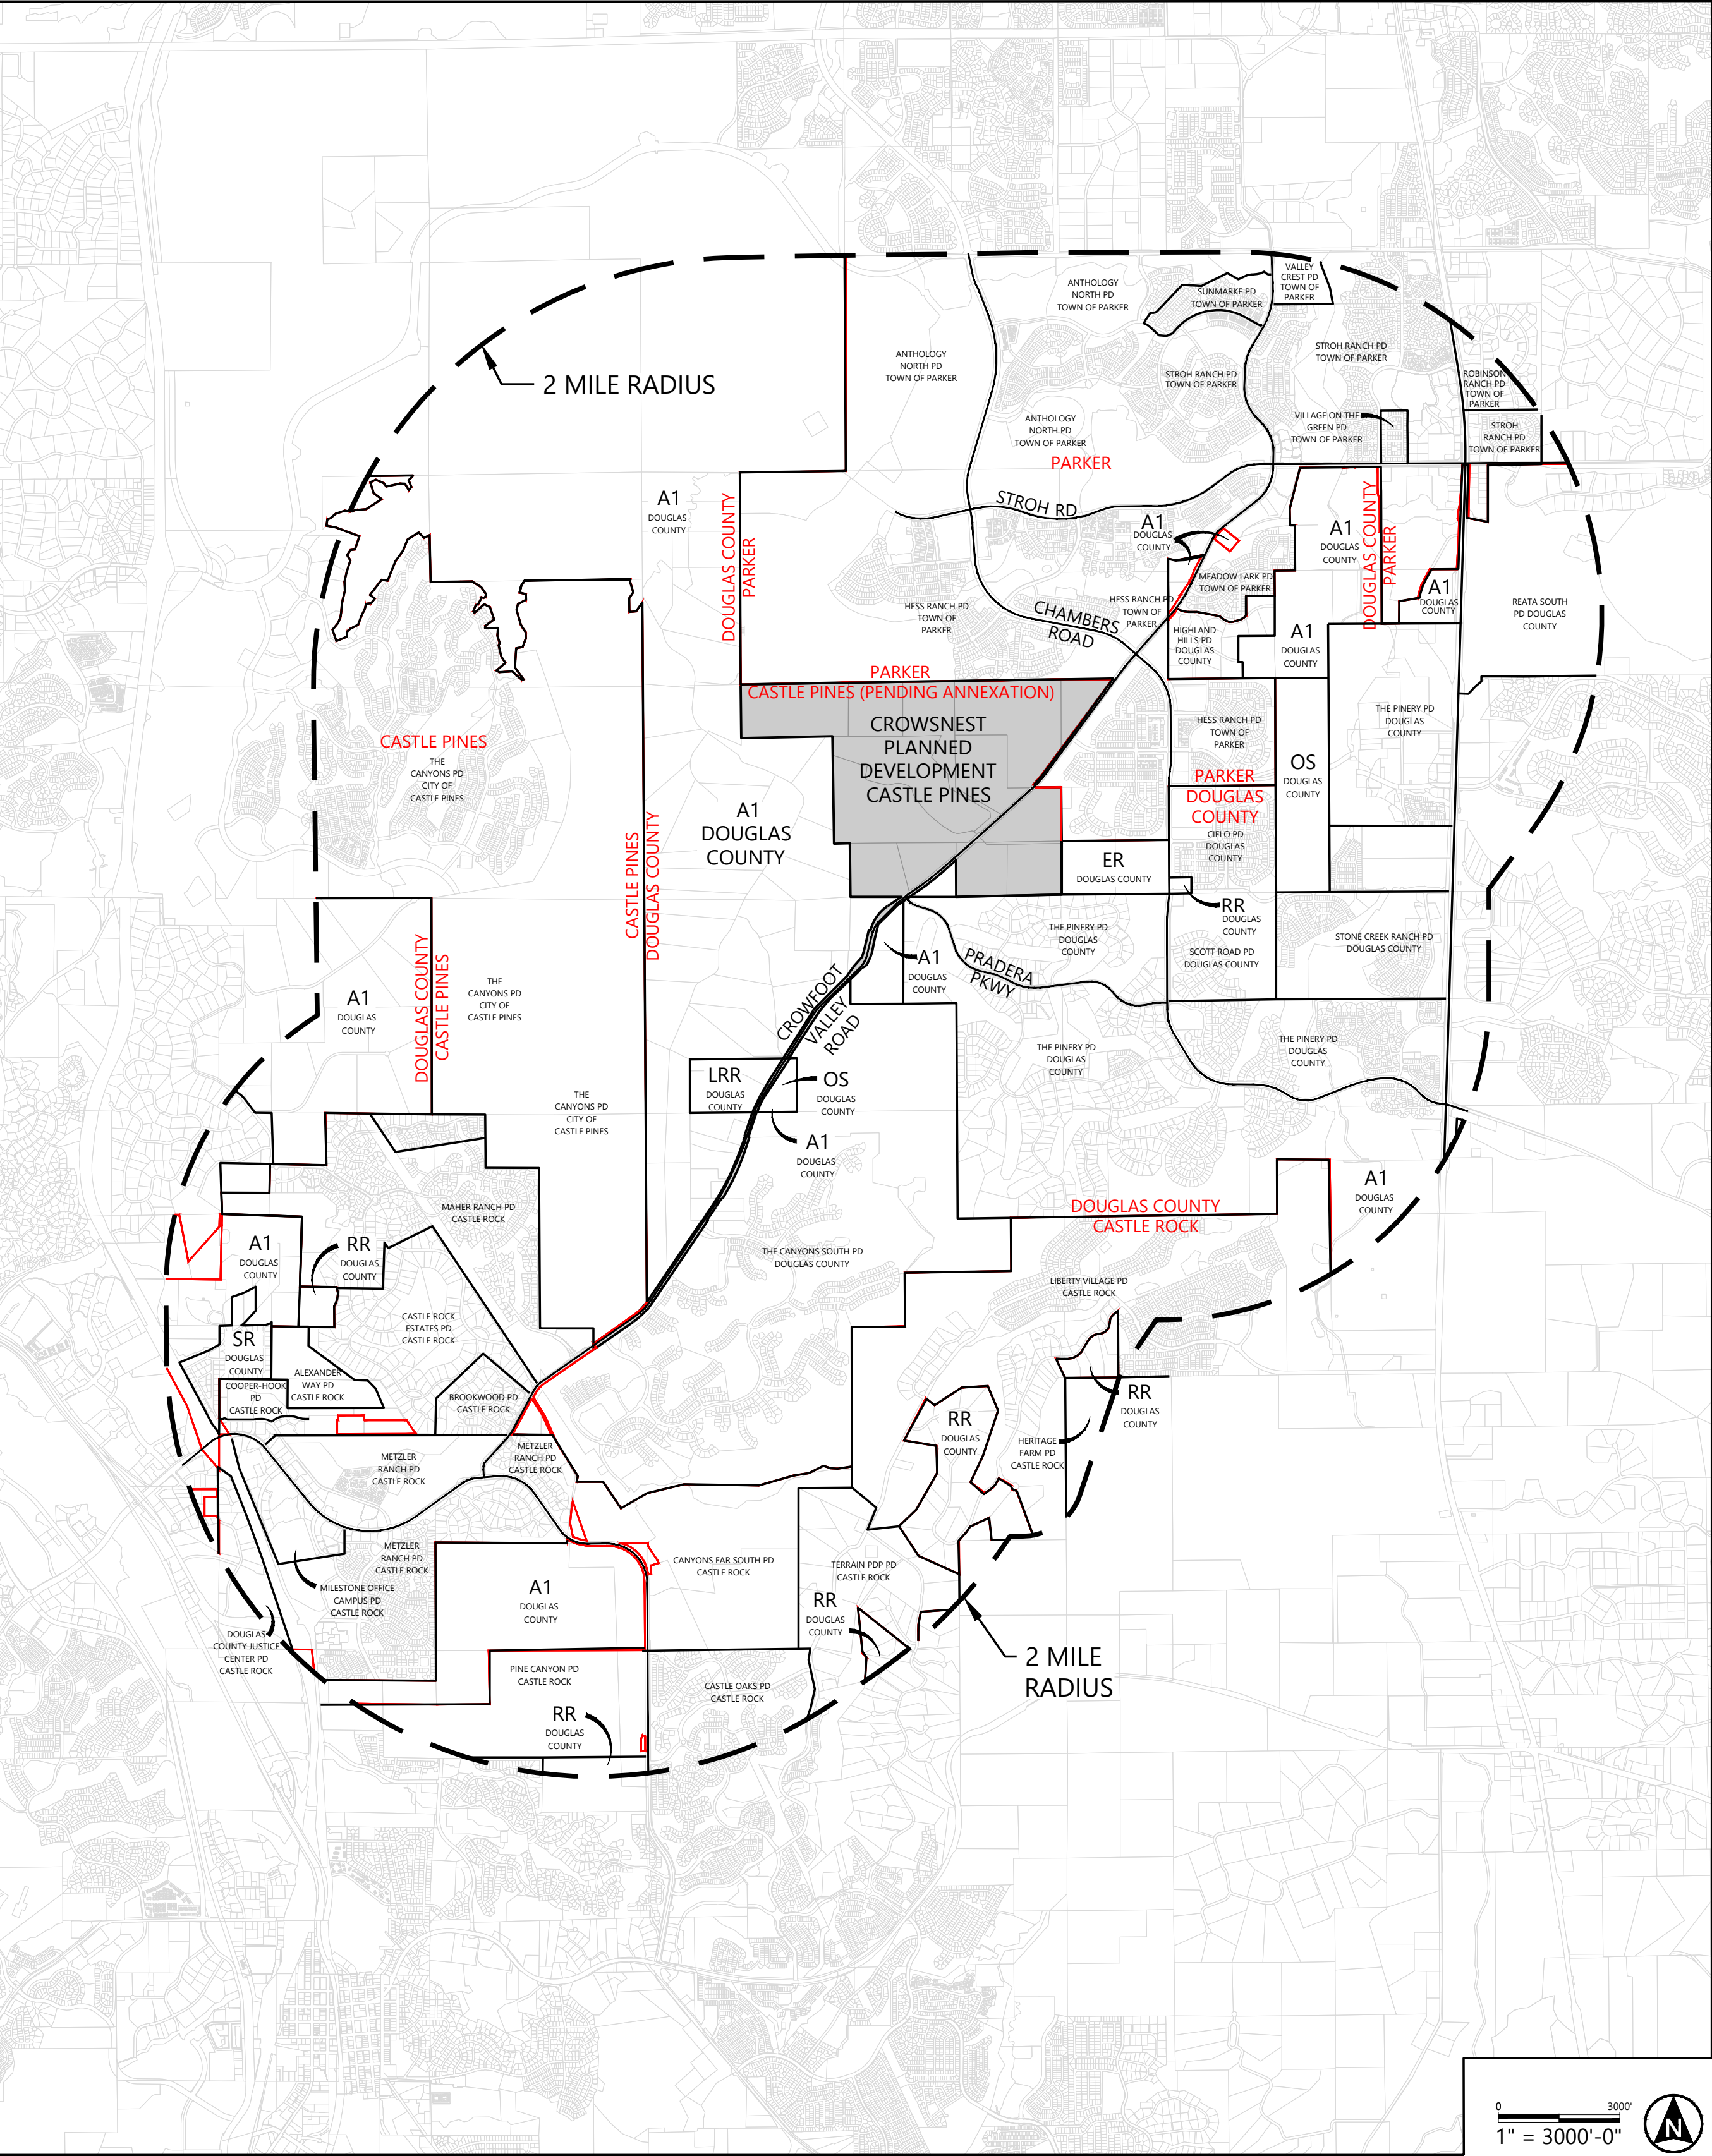 VALLEY
CREST PD
TOWN OF
PARKER
ANTHOLOGY
NORTH PD
TOWN OF PARKER
SUNMARKE PD
TOWN OF PARKER
STROH RANCH PD
TOWN OF PARKER
ANTHOLOGY
NORTH PD
TOWN OF PARKER
STROH RANCH PD
TOWN OF PARKER
ROBINSON
RANCH PD
TOWN OF
PARKER
2 MILE RADIUS
ANTHOLOGY
NORTH PD
TOWN OF PARKER
PARKER
VILLAGE ON THE
GREEN PD
TOWN OF PARKER
STROH
RANCH PD
TOWN OF PARKER
A1
DOUGLAS
COUNTY
DOUGLAS COUNTY
PARKER
STROH RD
A1
DOUGLAS
COUNTY
A1
DOUGLAS
COUNTY
DOUGLAS COUNTY
PARKER
MEADOW LARK PD
TOWN OF PARKER
A1
DOUGLAS
COUNTY
REATA SOUTH
PD DOUGLAS
COUNTY
HESS RANCH PD
TOWN OF
PARKER
CHAMBERS
ROAD
HESS RANCH PD
TOWN OF
PARKER
HIGHLAND
HILLS PD
DOUGLAS
COUNTY
A1
DOUGLAS
COUNTY
PARKER
CASTLE PINES (PENDING ANNEXATION)
CROWSNEST
PLANNED
DEVELOPMENT
CASTLE PINES
HESS RANCH PD
TOWN OF
PARKER
THE PINERY PD
DOUGLAS
COUNTY
CASTLE PINES
THE
CANYONS PD
CITY OF
CASTLE PINES
OS
DOUGLAS
COUNTY
PARKER
DOUGLAS
COUNTY
CIELO PD
DOUGLAS
COUNTY
A1
DOUGLAS
COUNTY
CASTLE PINES
DOUGLAS COUNTY
ER
DOUGLAS COUNTY
RR
DOUGLAS
COUNTY
THE PINERY PD
DOUGLAS
COUNTY
SCOTT ROAD PD
DOUGLAS COUNTY
STONE CREEK RANCH PD
DOUGLAS COUNTY
A1
DOUGLAS
COUNTY
PRADERA
PKWY
DOUGLAS COUNTY
CASTLE PINES
A1
DOUGLAS
COUNTY
THE
CANYONS PD
CITY OF
CASTLE PINES
CROWFOOT
VALLEY
ROAD
THE PINERY PD
DOUGLAS
COUNTY
THE PINERY PD
DOUGLAS
COUNTY
LRR
DOUGLAS
COUNTY
OS
DOUGLAS
COUNTY
THE
CANYONS PD
CITY OF
CASTLE PINES
A1
DOUGLAS
COUNTY
A1
DOUGLAS
COUNTY
MAHER RANCH PD
CASTLE ROCK
DOUGLAS COUNTY
CASTLE ROCK
A1
DOUGLAS
COUNTY
RR
DOUGLAS
COUNTY
THE CANYONS SOUTH PD
DOUGLAS COUNTY
LIBERTY VILLAGE PD
CASTLE ROCK
CASTLE ROCK
ESTATES PD
CASTLE ROCK
SR
DOUGLAS
COUNTY
ALEXANDER
WAY PD
CASTLE ROCK
COOPER-HOOK
PD
CASTLE ROCK
BROOKWOOD PD
CASTLE ROCK
RR
DOUGLAS
COUNTY
RR
DOUGLAS
COUNTY
HERITAGE
FARM PD
CASTLE ROCK
METZLER
RANCH PD
CASTLE ROCK
METZLER
RANCH PD
CASTLE ROCK
METZLER
RANCH PD
CASTLE ROCK
CANYONS FAR SOUTH PD
CASTLE ROCK
TERRAIN PDP PD
CASTLE ROCK
MILESTONE OFFICE
CAMPUS PD
CASTLE ROCK
A1
DOUGLAS
COUNTY
RR
DOUGLAS
COUNTY
DOUGLAS
COUNTY JUSTICE
CENTER PD
CASTLE ROCK
2 MILE
RADIUS
PINE CANYON PD
CASTLE ROCK
CASTLE OAKS PD
CASTLE ROCK
RR
DOUGLAS
COUNTY
0 3000'
1" = 3000'-0"
N